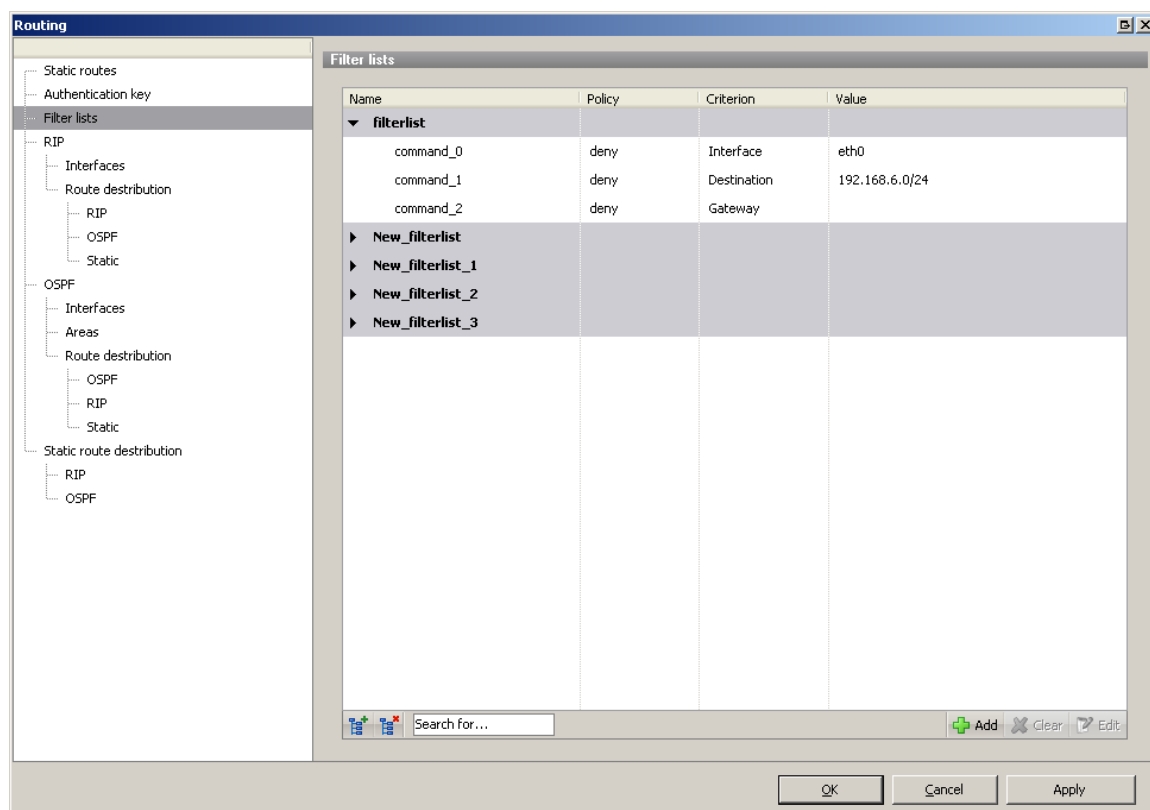 Routing
Static routes
Authentication key
Filter lists
RIP
Interfaces
Route destribution
RIP
OSPF
Static
OSPF
Interfaces
Areas
Route destribution
OSPF
RIP
Static
Static route destribution
RIP
OSPF
Filter lists
Name Policy Criterion Value
filterlist
command_0 deny Interface eth0
command_1 deny Destination 192.168.6.0/24
command_2 deny Gateway
New_filterlist
New_filterlist_1
New_filterlist_2
New_filterlist_3
Search for... Add Clear Edit
OK Cancel Apply